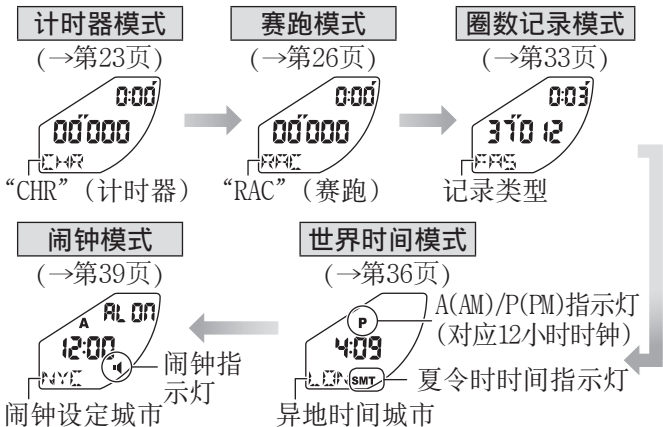 计时器模式
(→第23页)
0:00'
00"000
CHR
“CHR”(计时器)
赛跑模式
(→第26页)
0:00'
00"000
RAC
“RAC”(赛跑)
圈数记录模式
(→第33页)
0:03'
37"012
FAS
记录类型
世界时间模式
(→第36页)
P
4:09
LON SMT
A(AM)/P(PM)指示灯
(对应12小时时钟)
夏令时时间指示灯
异地时间城市
闹钟模式
(→第39页)
A
AL ON
12:00
NYC
闹钟指
示灯
闹钟设定城市